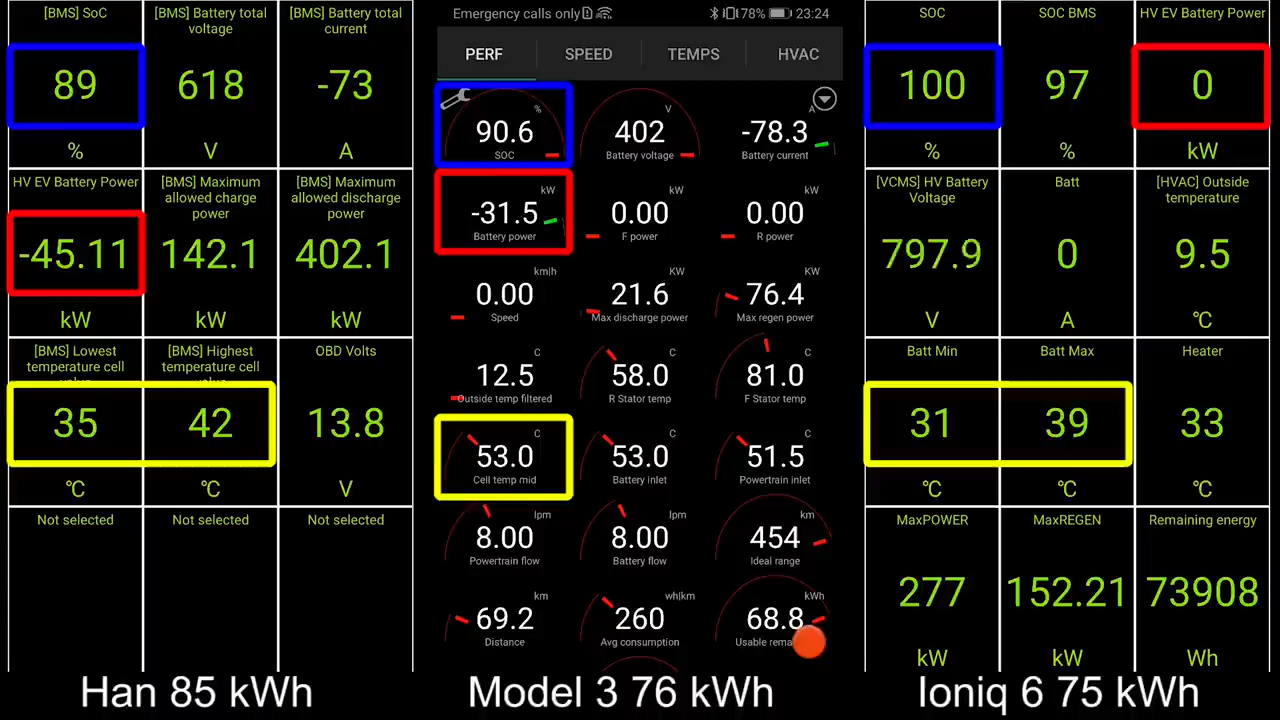 [BMS] SoC
89
%
[BMS] Battery total
voltage
618
V
[BMS] Battery total
current
-73
A
HV EV Battery Power
-45.11
kW
[BMS] Maximum
allowed charge
power
142.1
kW
[BMS] Maximum
allowed discharge
power
402.1
kW
[BMS] Lowest
temperature cell
35
℃
[BMS] Highest
temperature cell
42
℃
OBD Volts
13.8
V
Not selected
Not selected
Not selected
Han 85 kWh
Emergency calls only
78%
23:24
PERF
SPEED
TEMPS
HVAC
%
90.6
SOC
V
402
Battery voltage
A
-78.3
Battery current
kW
-31.5
Battery power
kW
0.00
F power
kW
0.00
R power
km|h
0.00
Speed
KW
21.6
Max discharge power
KW
76.4
Max regen power
C
12.5
Outside temp filtered
C
58.0
R Stator temp
C
81.0
F Stator temp
C
53.0
Cell temp mid
C
53.0
Battery inlet
C
51.5
Powertrain inlet
lpm
8.00
Powertrain flow
lpm
8.00
Battery flow
km
454
Ideal range
km
69.2
Distance
wh|km
260
Avg consumption
kWh
68.8
Usable
Model 3 76 kWh
SOC
100
%
SOC BMS
97
%
HV EV Battery Power
0
kW
[VCMS] HV Battery
Voltage
797.9
V
Batt
0
A
[HVAC] Outside
temperature
9.5
℃
Batt Min
31
℃
Batt Max
39
℃
Heater
33
℃
MaxPOWER
277
kW
MaxREGEN
152.21
kW
Remaining energy
73908
Wh
Ioniq 6 75 kWh